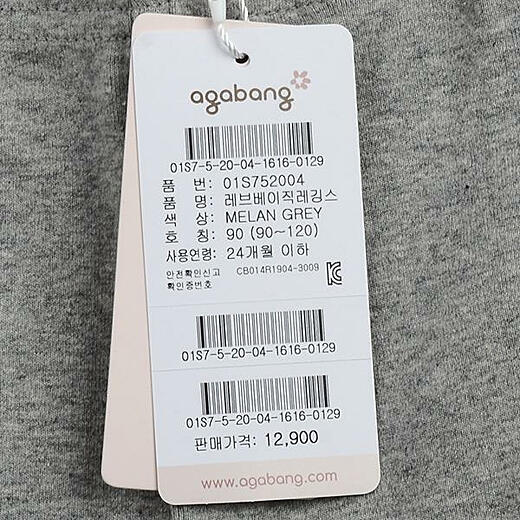 agabang
01S7-5-20-04-1616-0129
품 번: 01S752004
품 명: 레브베이직레깅스
색 상: MELAN GREY
호 칭: 90 (90~120)
사용연령: 24개월 이하
안전확인신고 확인증번호 CB014R1904-3009
01S7-5-20-04-1616-0129
01S7-5-20-04-1616-0129
판매가격: 12,900
www.agabang.com